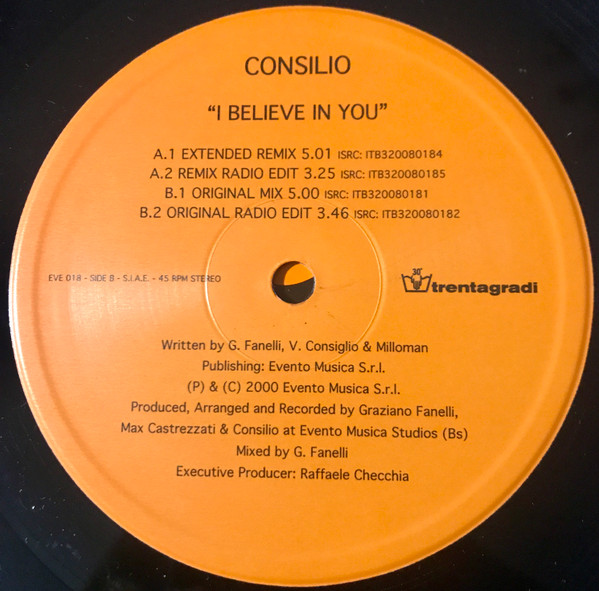 CONSILIO
“I BELIEVE IN YOU”
A.1 EXTENDED REMIX 5.01 ISRC: ITB320080184
A.2 REMIX RADIO EDIT 3.25 ISRC: ITB320080185
B.1 ORIGINAL MIX 5.00 ISRC: ITB320080181
B.2 ORIGINAL RADIO EDIT 3.46 ISRC: ITB320080182
EVE 018 - SIDE B - S.I.A.E. - 45 RPM STEREO
30°
trentagradi
Written by G. Fanelli, V. Consiglio & Milloman
Publishing: Evento Musica S.r.l.
(P) & (C) 2000 Evento Musica S.r.l.
Produced, Arranged and Recorded by Graziano Fanelli,
Max Castrezzati & Consilio at Evento Musica Studios (Bs)
Mixed by G. Fanelli
Executive Producer: Raffaele Checchia